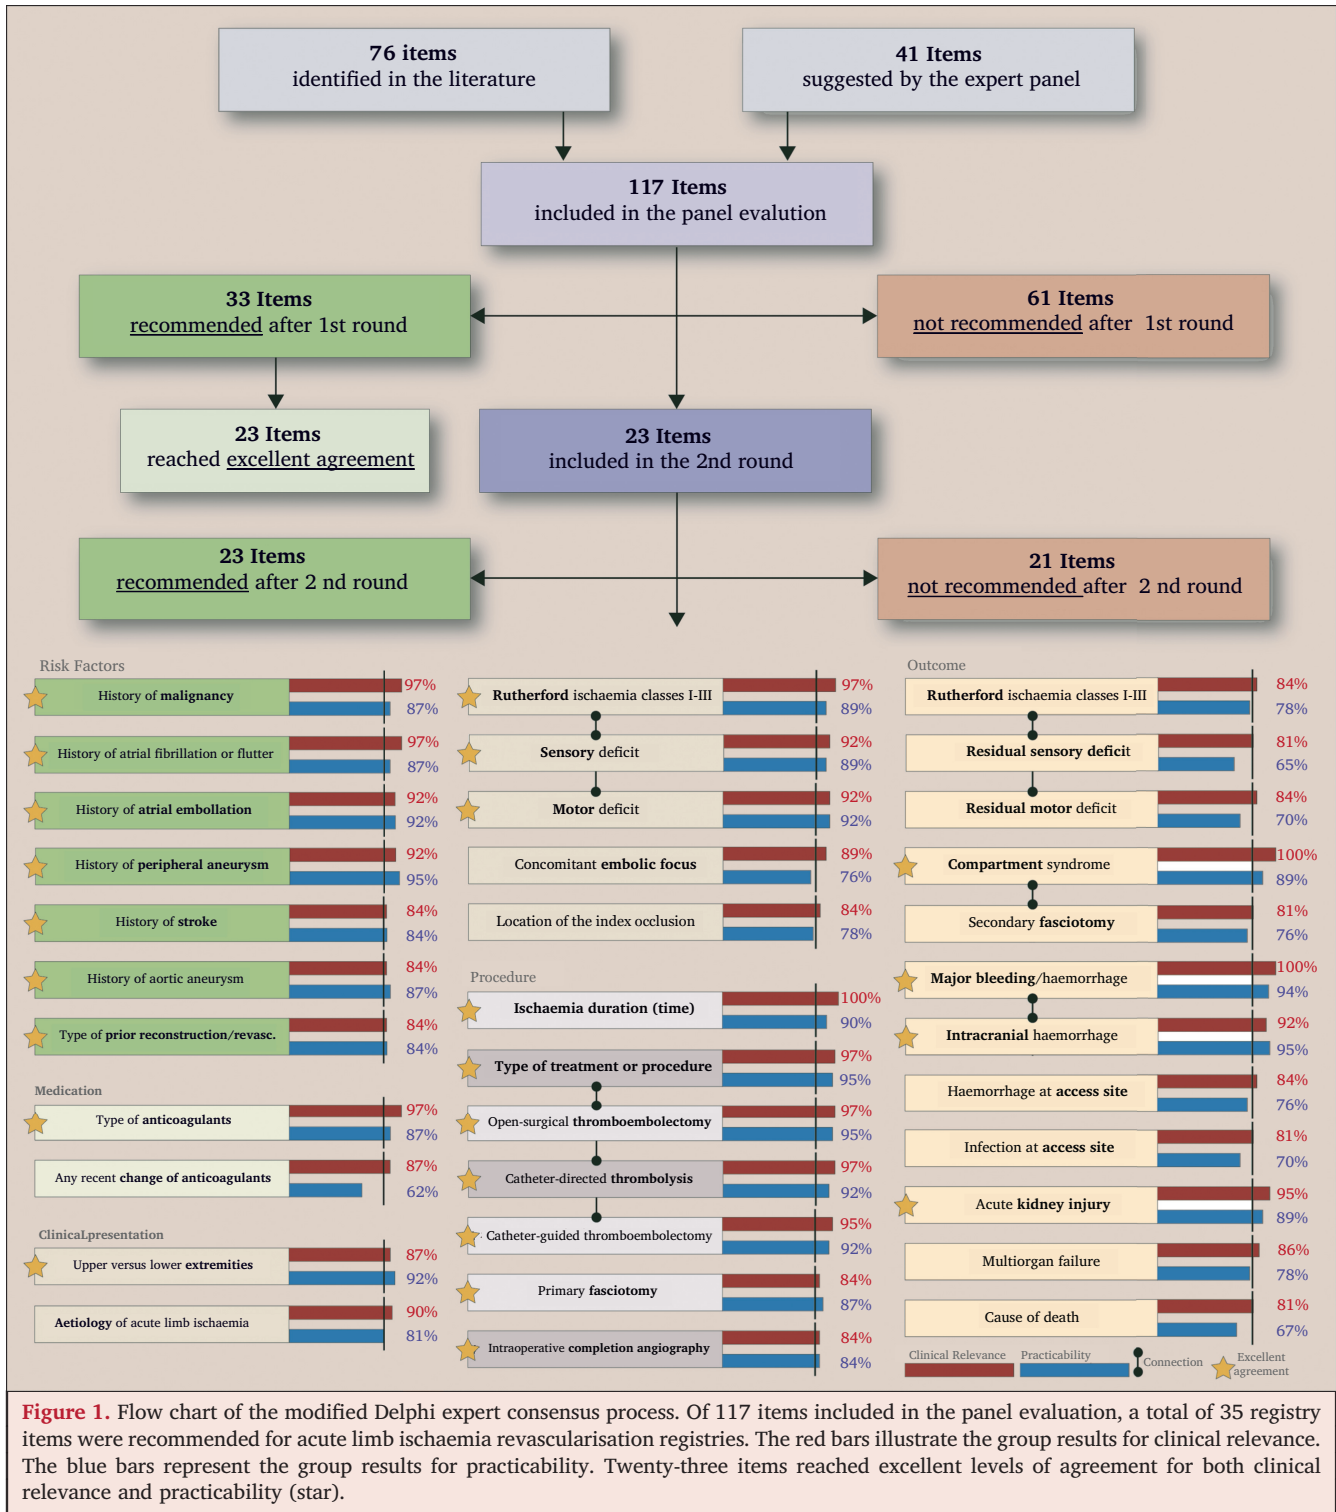 76 items
identified in the literature
41 Items
suggested by the expert panel
117 Items
included in the panel evalution
33 Items
recommended after 1st round
61 Items
not recommended after 1st round
23 Items
reached excellent agreement
23 Items
included in the 2nd round
23 Items
recommended after 2 nd round
21 Items
not recommended after 2 nd round
Risk Factors
History of malignancy
97%
87%
History of atrial fibrillation or flutter
97%
87%
History of atrial embollation
92%
92%
History of peripheral aneurysm
92%
95%
History of stroke
84%
84%
History of aortic aneurysm
84%
87%
Type of prior reconstruction/revasc.
84%
84%
Medication
Type of anticoagulants
97%
87%
Any recent change of anticoagulants
87%
62%
ClinicaLpresentation
Upper versus lower extremities
87%
92%
Aetiology of acute limb ischaemia
90%
81%
Rutherford ischaemia classes I-III
97%
89%
Sensory deficit
92%
89%
Motor deficit
92%
92%
Concomitant embolic focus
89%
76%
Location of the index occlusion
84%
78%
Procedure
Ischaemia duration (time)
100%
90%
Type of treatment or procedure
97%
95%
Open-surgical thromboembolectomy
97%
95%
Catheter-directed thrombolysis
97%
92%
Catheter-guided thromboembolectomy
95%
92%
Primary fasciotomy
84%
87%
Intraoperative completion angiography
84%
84%
Outcome
Rutherford ischaemia classes I-III
84%
78%
Residual sensory deficit
81%
65%
Residual motor deficit
84%
70%
Compartment syndrome
100%
89%
Secondary fasciotomy
81%
76%
Major bleeding/haemorrhage
100%
94%
Intracranial haemorrhage
92%
95%
Haemorrhage at access site
84%
76%
Infection at access site
81%
70%
Acute kidney injury
95%
89%
Multiorgan failure
86%
78%
Cause of death
81%
67%
Clinical Relevance
Practicability
Connection
Excellent
agreement
Figure 1. Flow chart of the modified Delphi expert consensus process. Of 117 items included in the panel evaluation, a total of 35 registry
items were recommended for acute limb ischaemia revascularisation registries. The red bars illustrate the group results for clinical relevance.
The blue bars represent the group results for practicability. Twenty-three items reached excellent levels of agreement for both clinical
relevance and practicability (star).